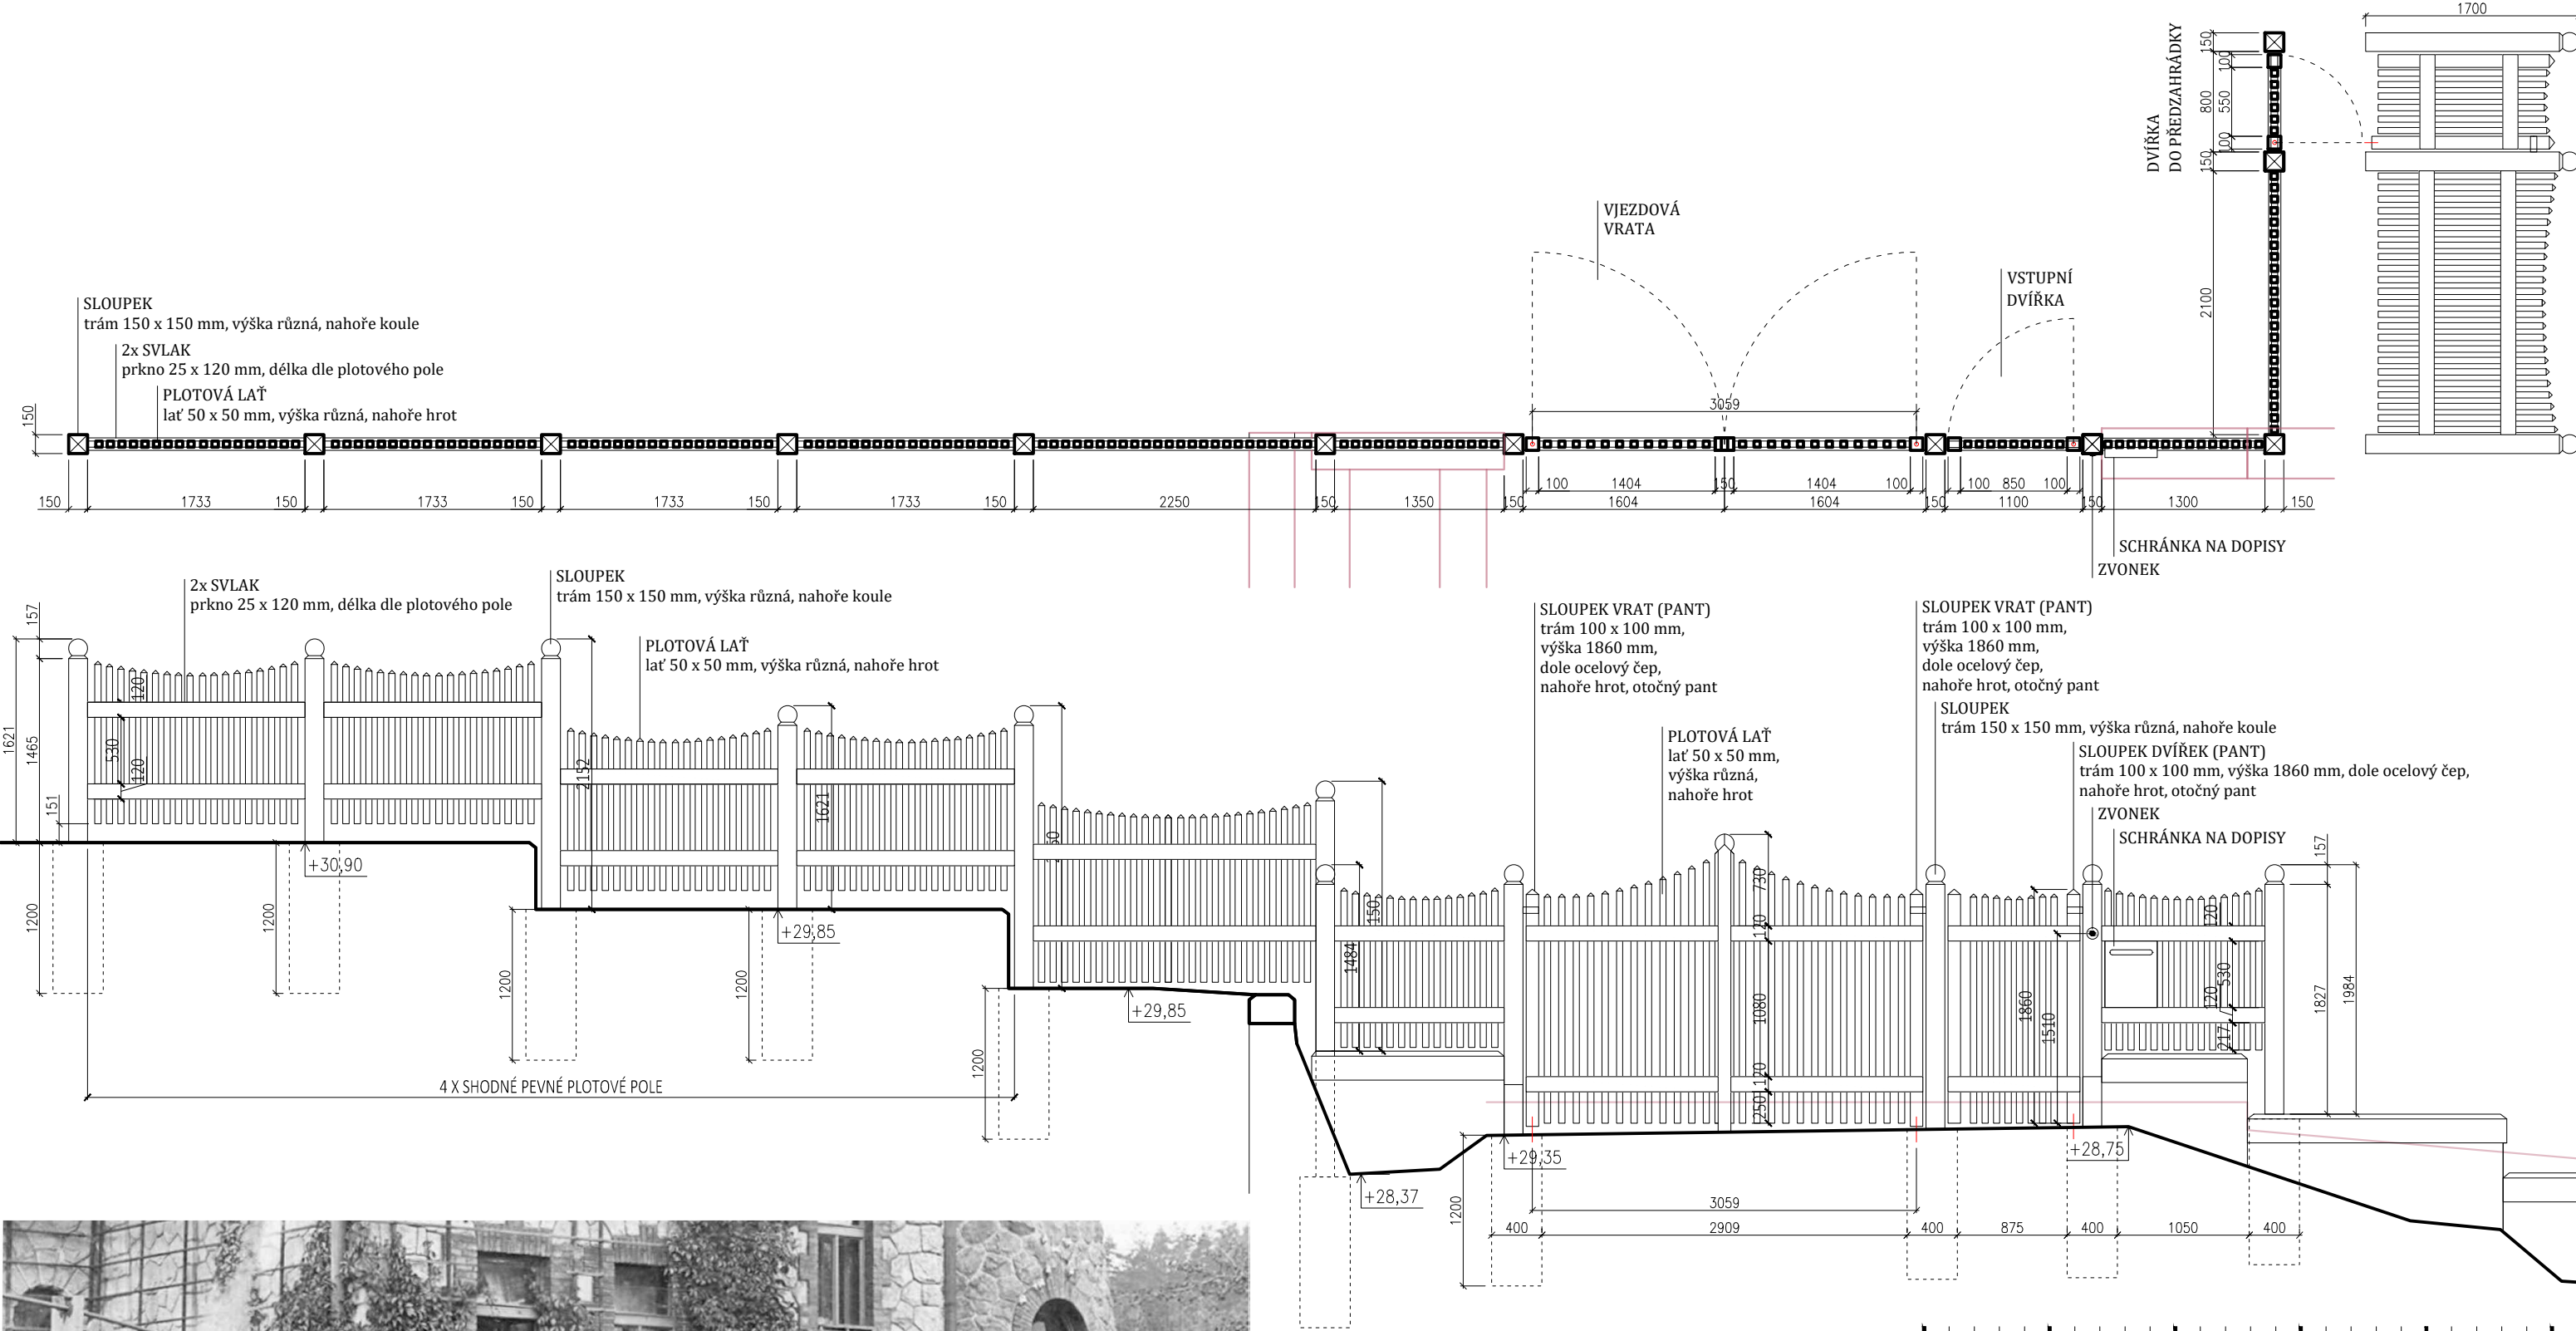 1700
150
100
800
550
100
150
2100
DVÍŘKA
DO PŘEDZAHRÁDKY
VJEZDOVÁ
VRATA
VSTUPNÍ
DVÍŘKA
SLOUPEK
trám 150 x 150 mm, výška různá, nahoře koule
2x SVLAK
prkno 25 x 120 mm, délka dle plotového pole
PLOTOVÁ LAŤ
lať 50 x 50 mm, výška různá, nahoře hrot
150
3059
100 1404 150 1404 100 100 850 100
150 1733 150 1733 150 1733 150 1733 150 2250 150 1350 150 1604 1604 150 1100 150 1300 150
SCHRÁNKA NA DOPISY
ZVONEK
2x SVLAK
prkno 25 x 120 mm, délka dle plotového pole
SLOUPEK
trám 150 x 150 mm, výška různá, nahoře koule
PLOTOVÁ LAŤ
lať 50 x 50 mm, výška různá, nahoře hrot
SLOUPEK VRAT (PANT)
trám 100 x 100 mm,
výška 1860 mm,
dole ocelový čep,
nahoře hrot, otočný pant
SLOUPEK VRAT (PANT)
trám 100 x 100 mm,
výška 1860 mm,
dole ocelový čep,
nahoře hrot, otočný pant
SLOUPEK
trám 150 x 150 mm, výška různá, nahoře koule
PLOTOVÁ LAŤ
lať 50 x 50 mm,
výška různá,
nahoře hrot
SLOUPEK DVÍŘEK (PANT)
trám 100 x 100 mm, výška 1860 mm, dole ocelový čep,
nahoře hrot, otočný pant
ZVONEK
SCHRÁNKA NA DOPISY
157
1621
1465
151
120
530
120
2152
1621
150
1484
730
120
1080
120
250
1860
1510
120
530
120
217
157
1827
1984
+30,90
+29,85
+29,85
+29,35
+28,75
+28,37
1200
1200
1200
1200
1200
1200
4 X SHODNÉ PEVNÉ PLOTOVÉ POLE
3059
400 2909 400 875 400 1050 400